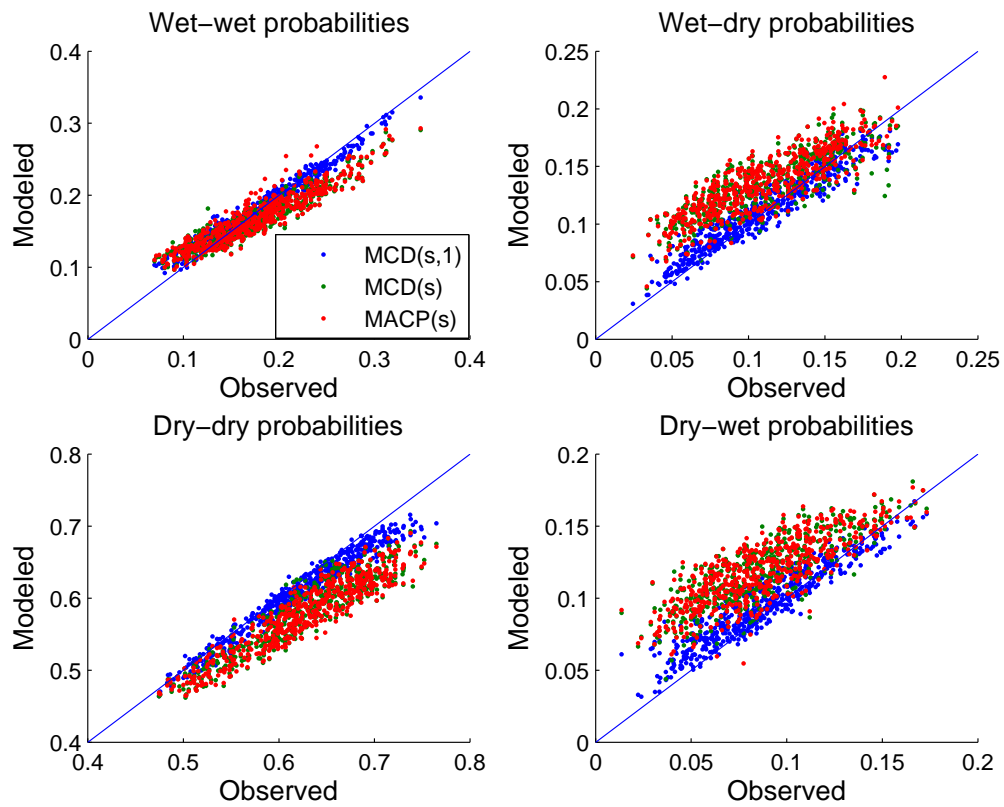 Wet−wet probabilities
0.4
0.3
0.2
0.1
0
Modeled
MCD(s,1)
MCD(s)
MACP(s)
0 0.1 0.2 0.3 0.4
Observed
Wet−dry probabilities
0.25
0.2
0.15
0.1
0.05
0
Modeled
0 0.05 0.1 0.15 0.2 0.25
Observed
Dry−dry probabilities
0.8
0.7
0.6
0.5
0.4
Modeled
0.4 0.5 0.6 0.7 0.8
Observed
Dry−wet probabilities
0.2
0.15
0.1
0.05
0
Modeled
0 0.05 0.1 0.15 0.2
Observed